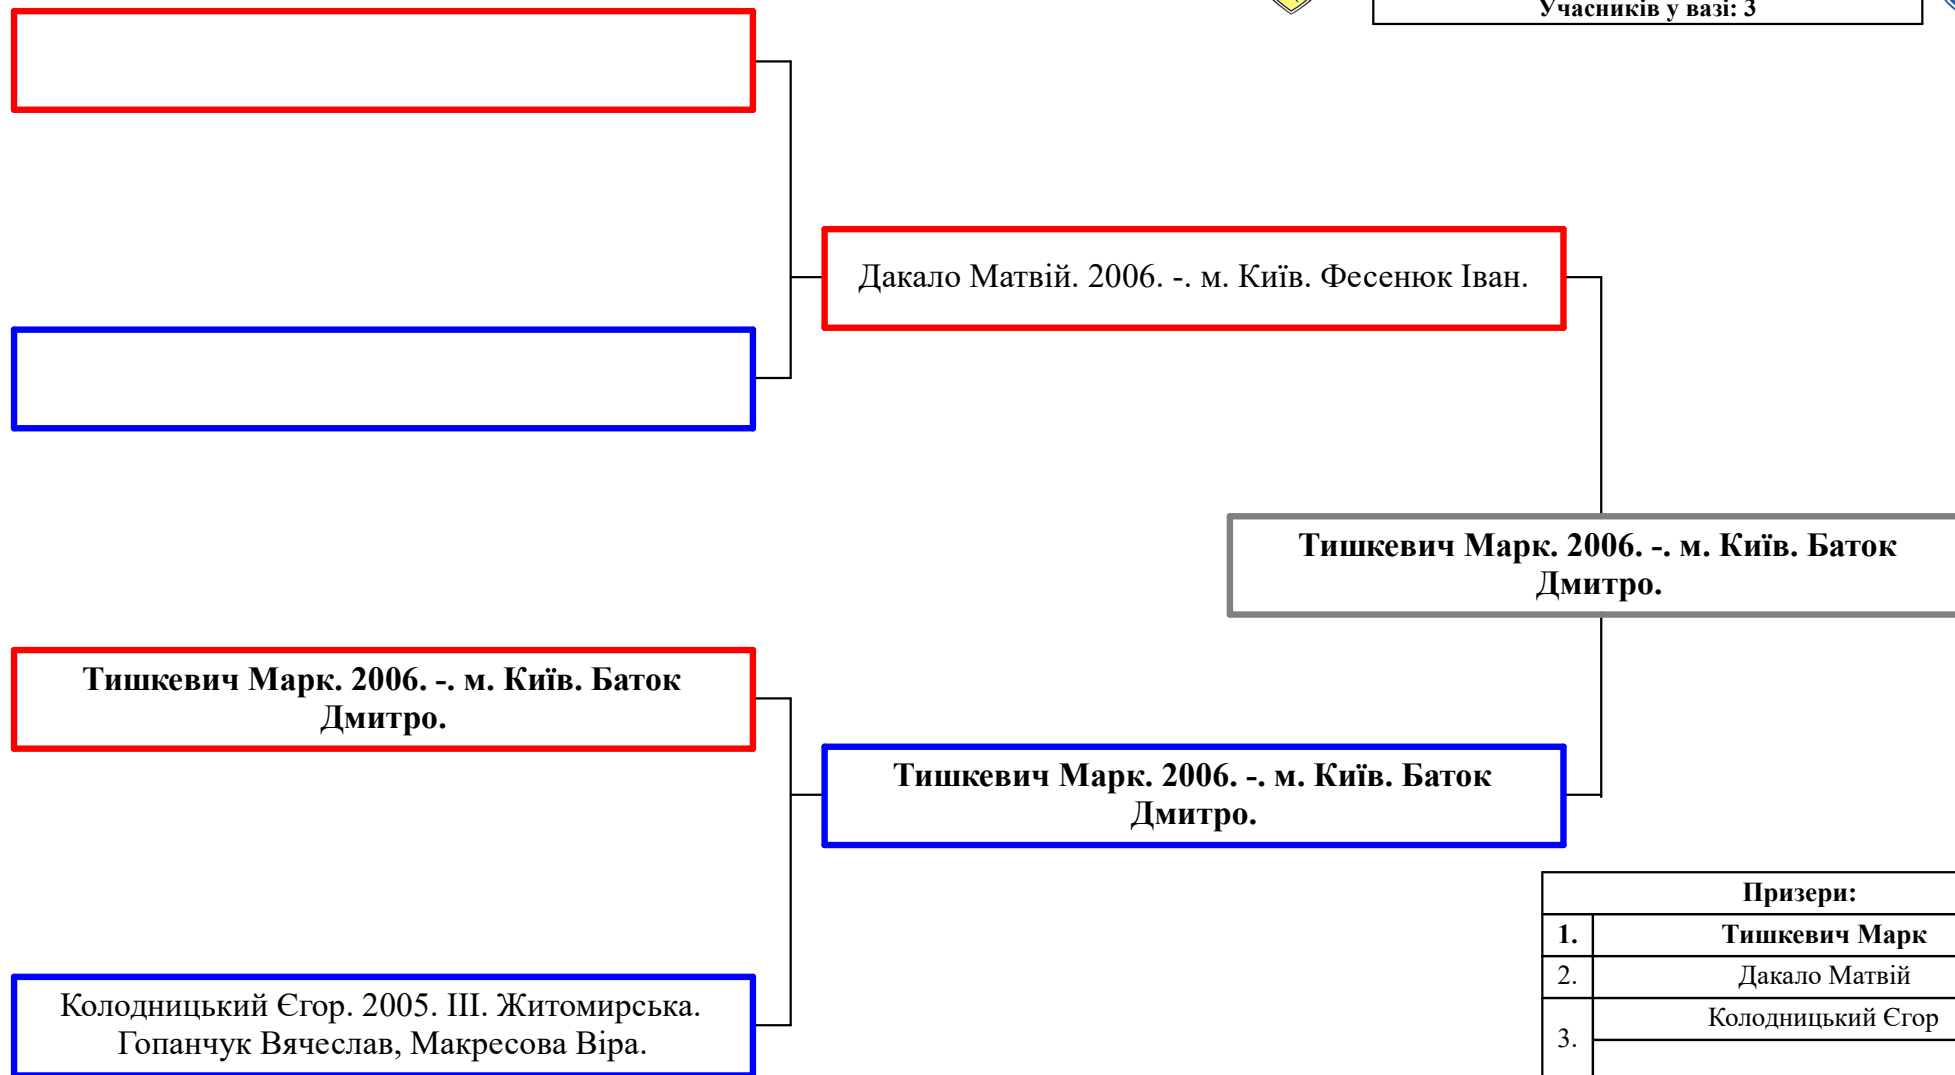 Учасників у вазі: 3
Дакало Матвій. 2006. -. м. Київ. Фесенюк Іван.
Тишкевич Марк. 2006. -. м. Київ. Баток
Дмитро.
Тишкевич Марк. 2006. -. м. Київ. Баток
Дмитро.
Тишкевич Марк. 2006. -. м. Київ. Баток
Дмитро.
Колодницький Єгор. 2005. III. Житомирська.
Гопанчук Вячеслав, Макресова Віра.
Призери:
1. Тишкевич Марк
2. Дакало Матвій
3. Колодницький Єгор